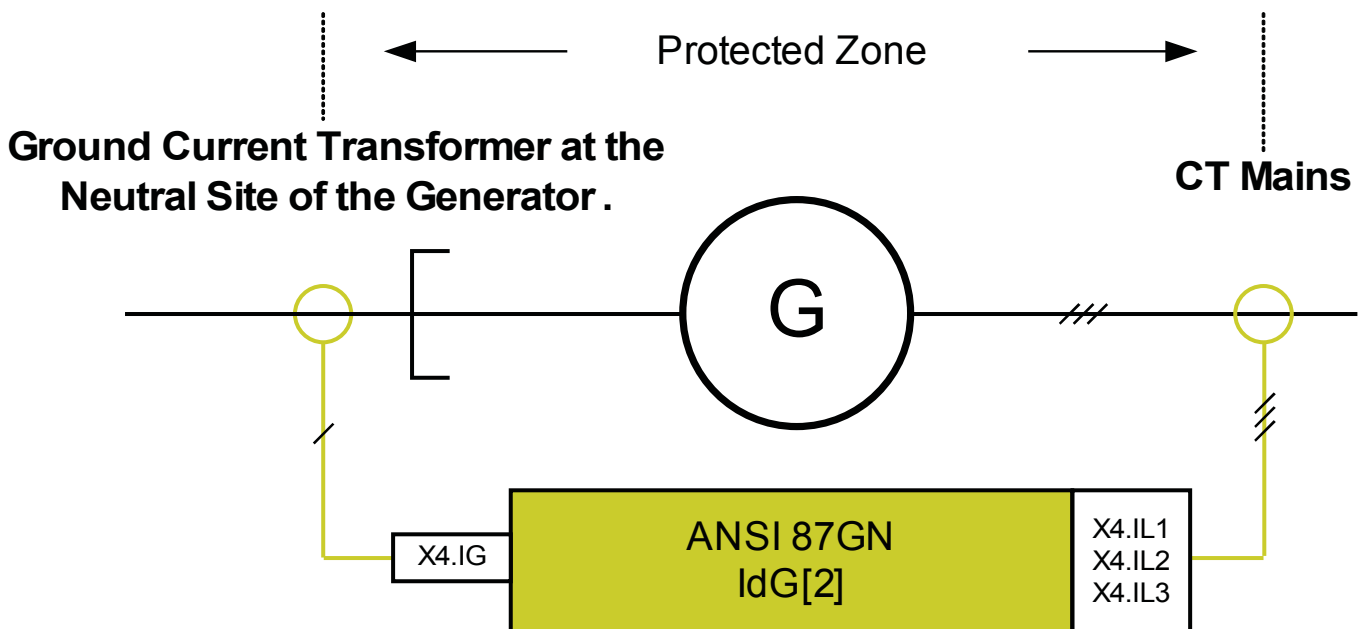 Protected Zone
Ground Current Transformer at the
Neutral Site of the Generator .
CT Mains
G
X4.IG
ANSI 87GN
IdG[2]
X4.IL1
X4.IL2
X4.IL3